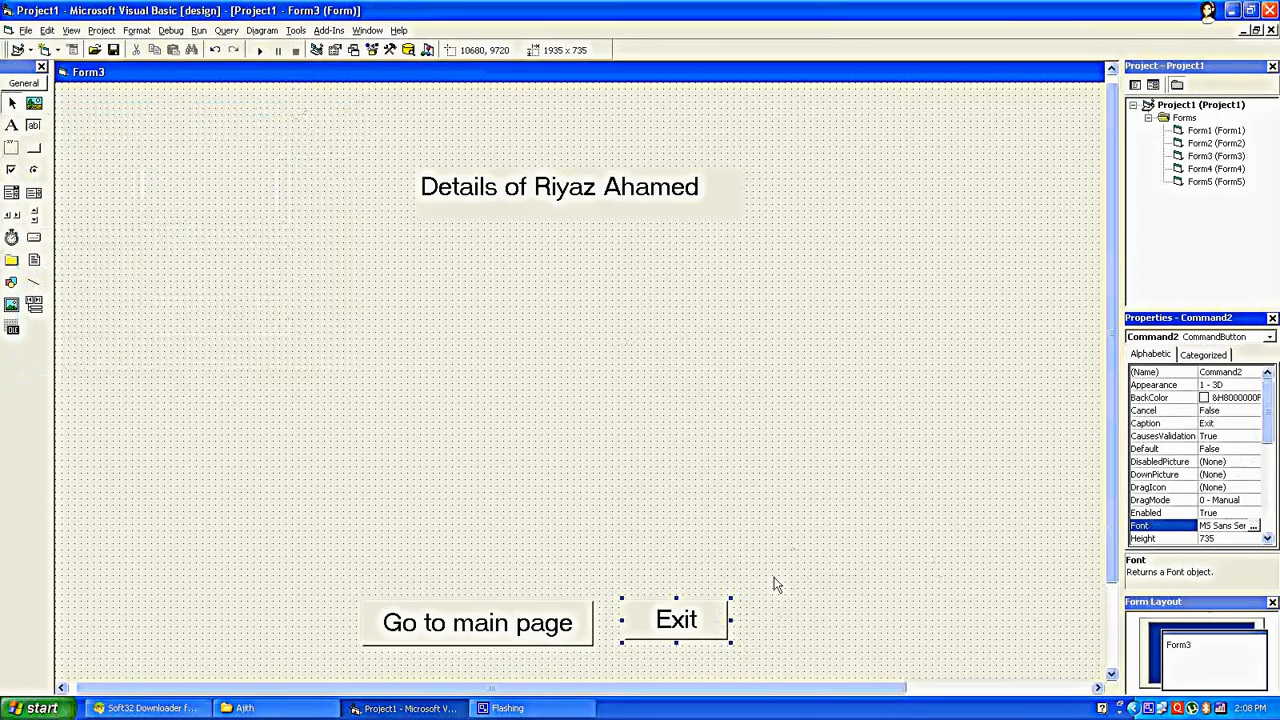 Project1 - Microsoft Visual Basic [design] - [Project1 - Form3 (Form)]
File Edit View Project Format Debug Run Query Diagram Tools Add-Ins Window Help
10680, 9720 1935 x 735
General
Form3
Details of Riyaz Ahamed
Go to main page
Exit
Project - Project1
Project1 (Project1)
Forms
Form1 (Form1)
Form2 (Form2)
Form3 (Form3)
Form4 (Form4)
Form5 (Form5)
Properties - Command2
Command2 CommandButton
Alphabetic Categorized
(Name) Command2
Appearance 1 - 3D
BackColor &H8000000F
Cancel False
Caption Exit
CausesValidation True
Default False
DisabledPicture (None)
DownPicture (None)
DragIcon (None)
DragMode 0 - Manual
Enabled True
Font MS Sans Ser ...
Height 735
Font
Returns a Font object.
Form Layout
Form3
start
Soft32 Downloader f...
Ajith
Project1 - Microsoft V...
Flashing
2:08 PM